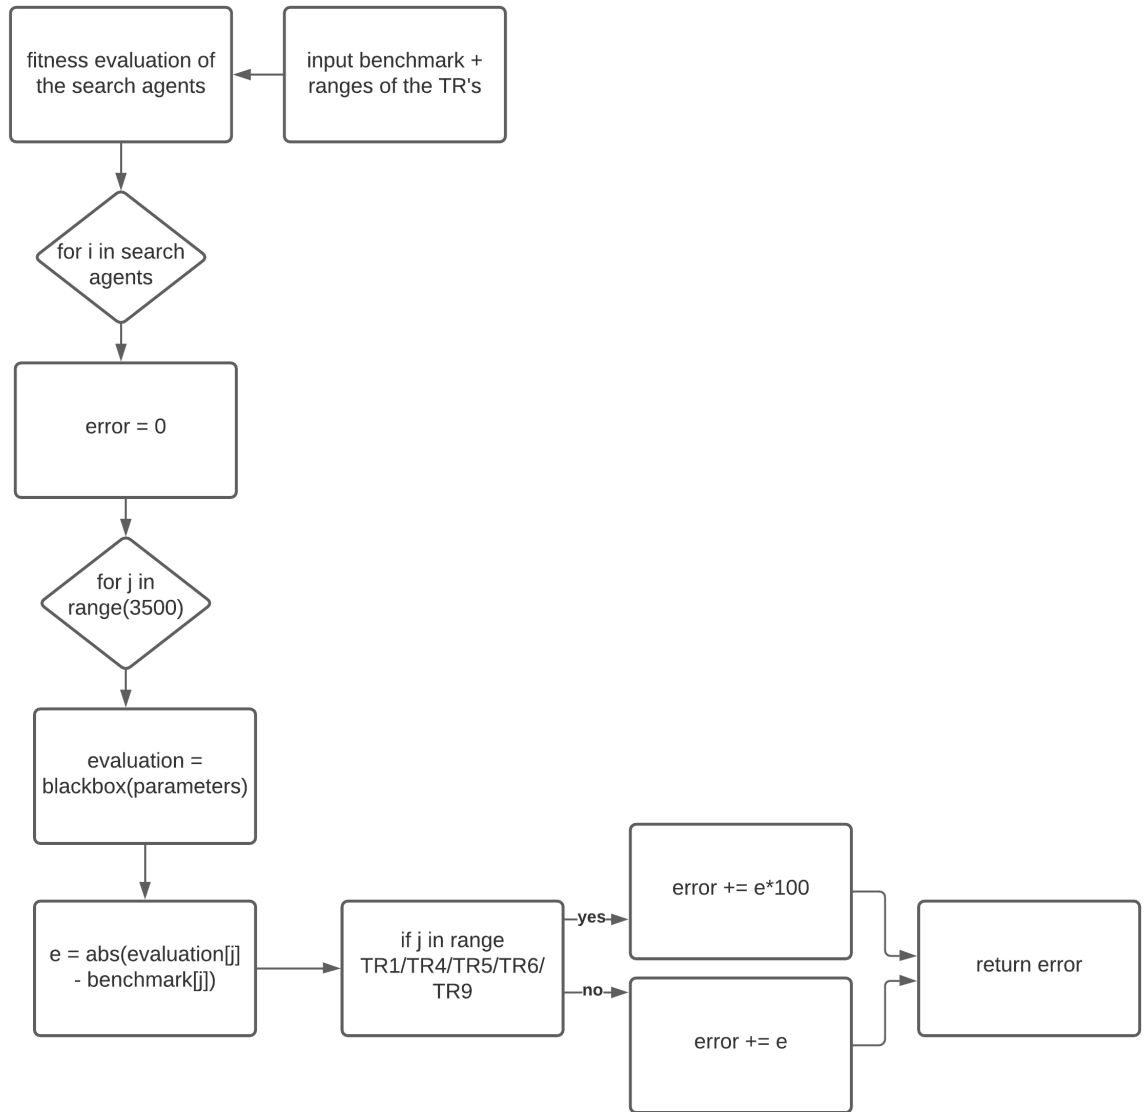 fitness evaluation of
the search agents
input benchmark +
ranges of the TR's
for i in search
agents
error = 0
for j in
range(3500)
evaluation =
blackbox(parameters)
e = abs(evaluation[j]
- benchmark[j])
if j in range
TR1/TR4/TR5/TR6/
TR9
yes
no
error += e*100
error += e
return error